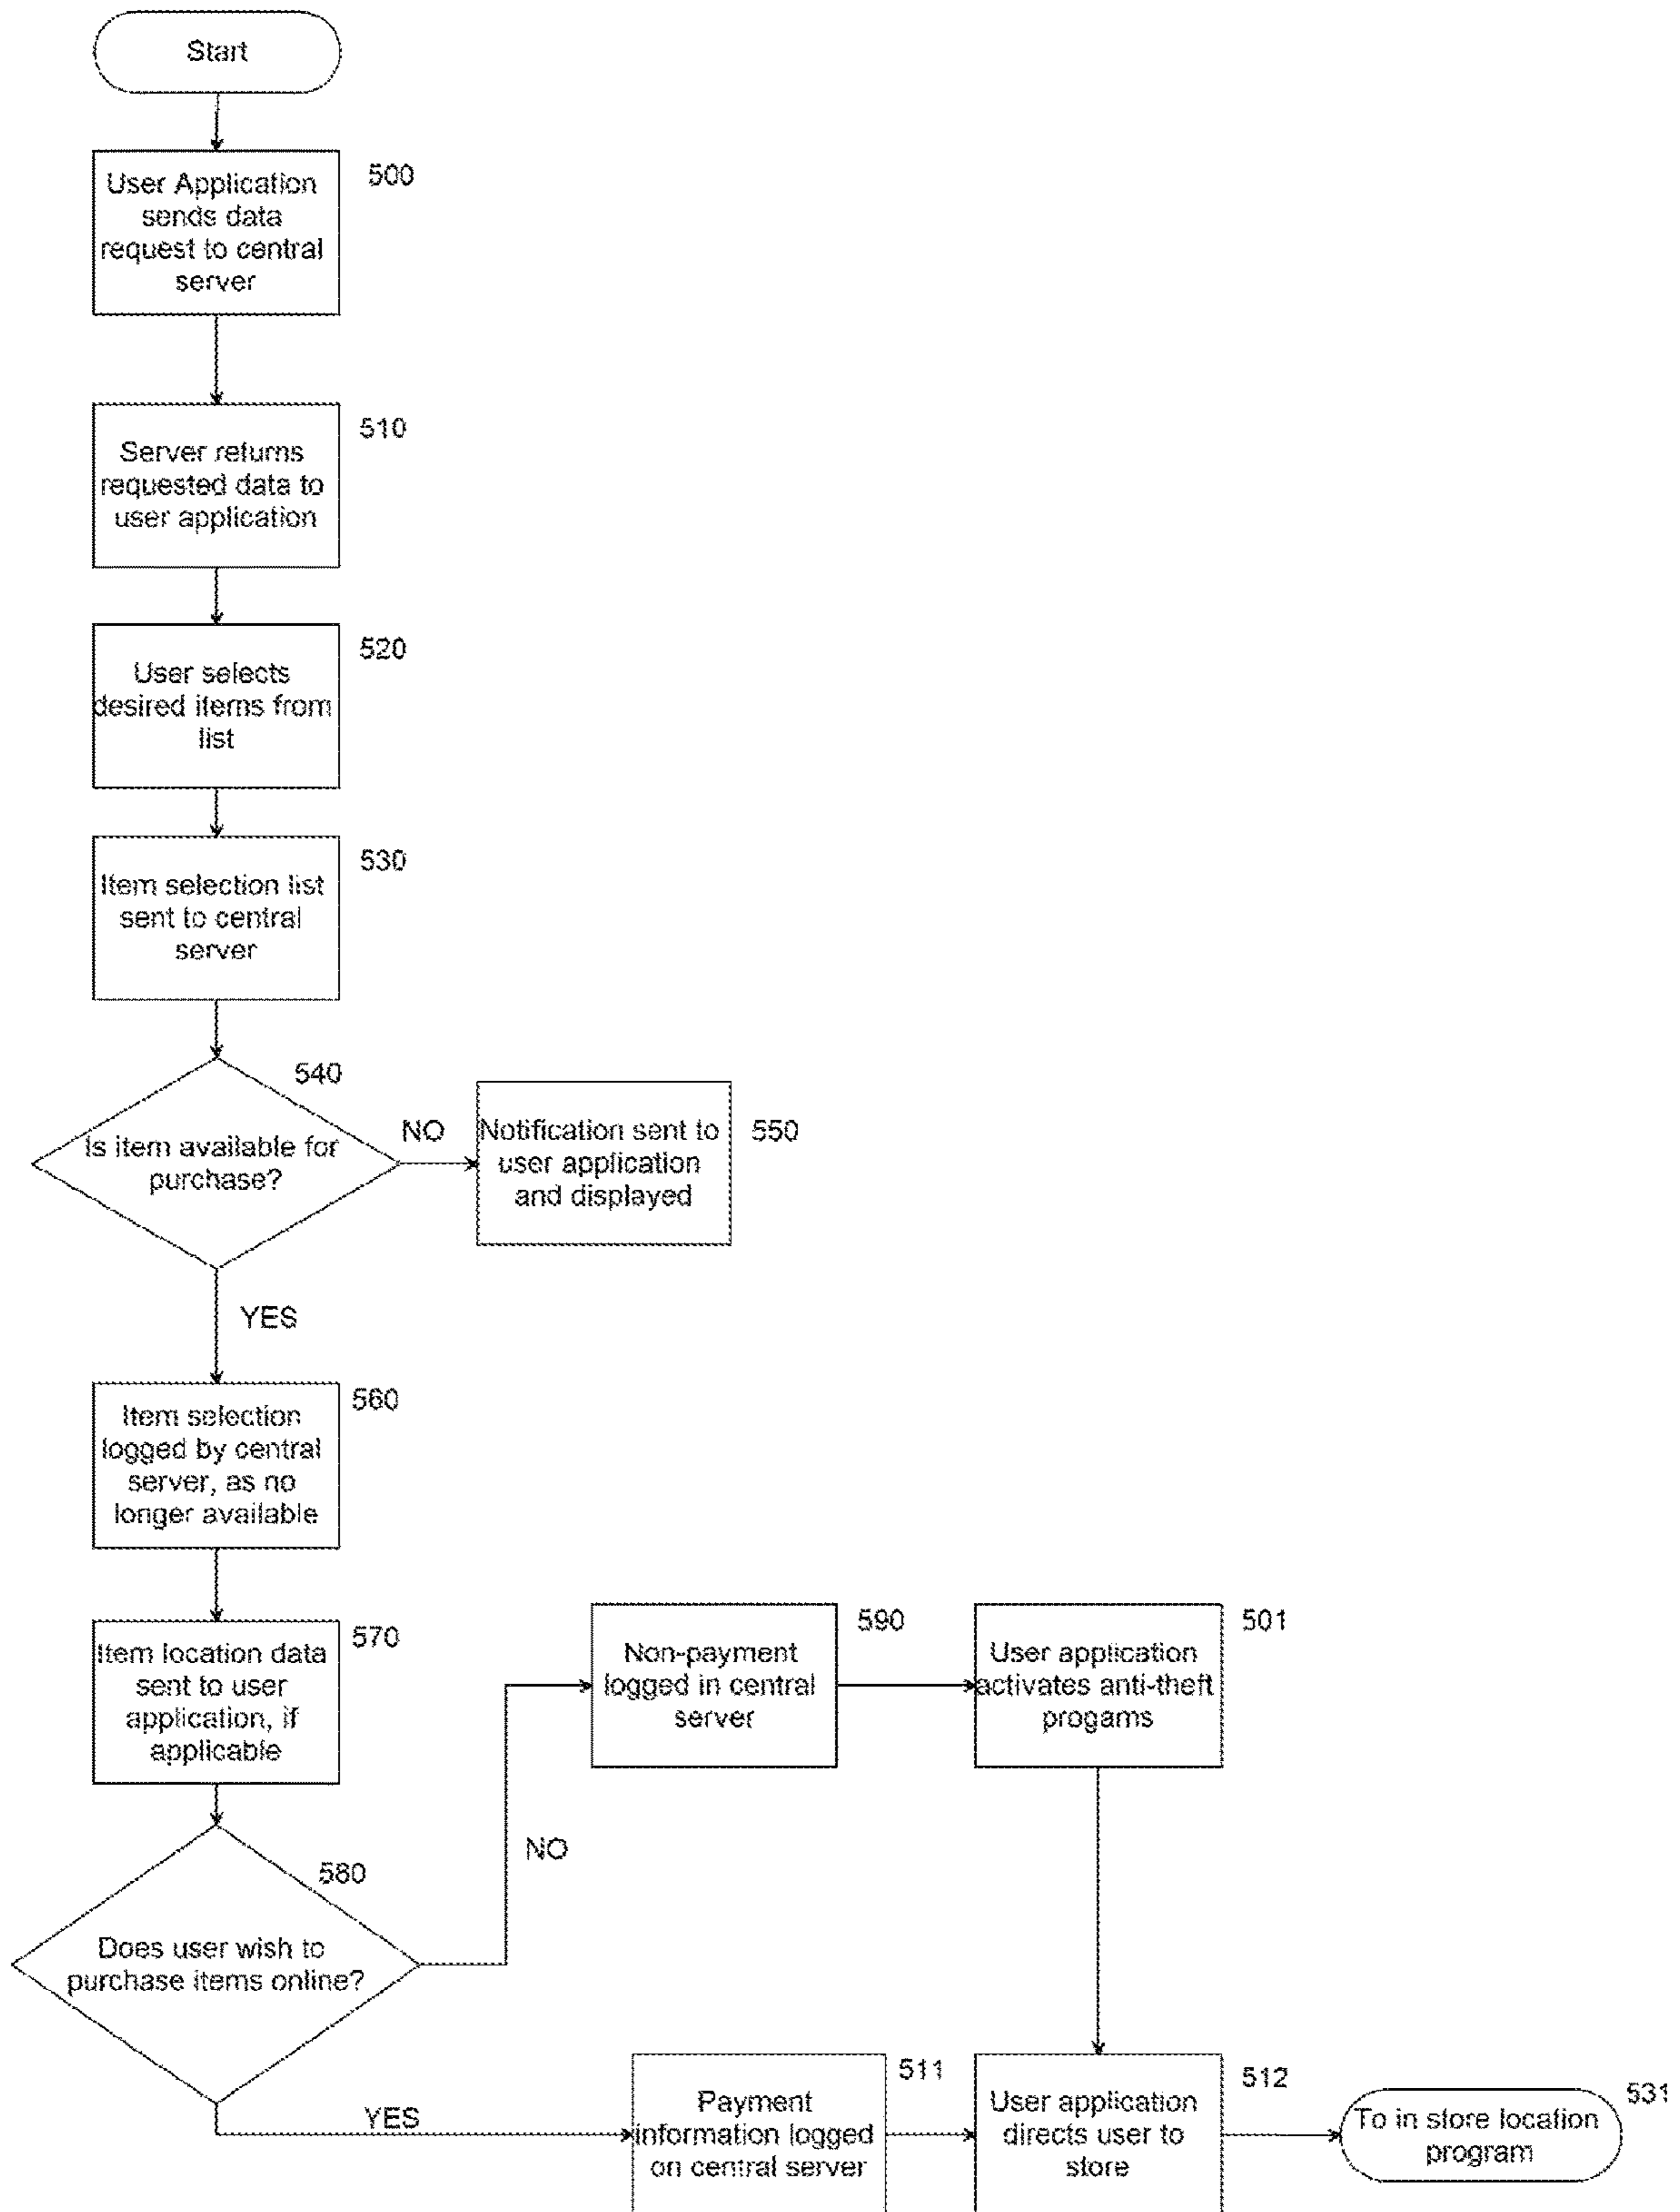 Start
500
User Application
sends data
request to central
server
510
Server returns
requested data to
user application
520
User selects
desired items from
list
530
Item selection list
sent to central
server
540
Is item available for
purchase?
NO
Notification sent to
user application
and displayed
550
YES
560
Item selection
logged by central
server, as no
longer available
570
Item location data
sent to user
application, if
applicable
590
Non-payment
logged in central
server
501
User application
activates anti-theft
progams
580
Does user wish to
purchase items online?
NO
YES
511
Payment
information logged
on central server
512
User application
directs user to
store
531
To in store location
program